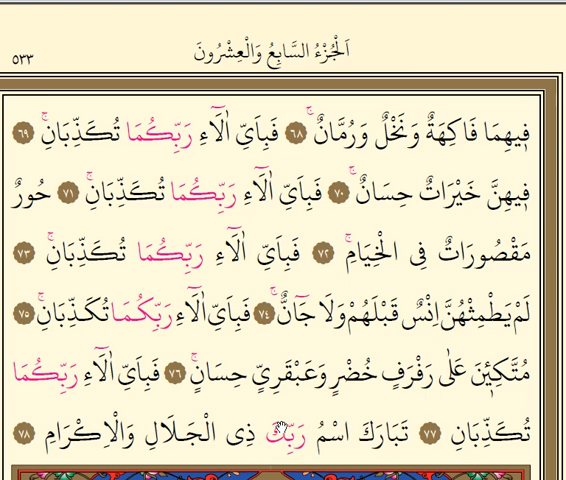 اَلْجُزْءُ السَّابِعُ وَالْعِشْرُونَ
٥٣٣
فِيهِمَا فَاكِهَةٌ وَنَخْلٌ وَرُمَّانٌۚ ﴿٦٨﴾ فَبِاَيِّ اٰلَٓاءِ رَبِّكُمَا تُكَذِّبَانِۚ ﴿٦٩﴾
فِيهِنَّ خَيْرَاتٌ حِسَانٌۚ ﴿٧٠﴾ فَبِاَيِّ اٰلَٓاءِ رَبِّكُمَا تُكَذِّبَانِۚ ﴿٧١﴾ حُورٌ
مَقْصُورَاتٌ فِى الْخِيَامِۚ ﴿٧٢﴾ فَبِاَيِّ اٰلَٓاءِ رَبِّكُمَا تُكَذِّبَانِۚ ﴿٧٣﴾
لَمْ يَطْمِثْهُنَّ اِنْسٌ قَبْلَهُمْ وَلَا جَٓانٌّۚ ﴿٧٤﴾ فَبِاَيِّ اٰلَٓاءِ رَبِّكُمَا تُكَذِّبَانِۚ ﴿٧٥﴾
مُتَّكِـِٔينَ عَلٰى رَفْرَفٍ خُضْرٍ وَعَبْقَرِيٍّ حِسَانٍۚ ﴿٧٦﴾ فَبِاَيِّ اٰلَٓاءِ رَبِّكُمَا
تُكَذِّبَانِ ﴿٧٧﴾ تَبَارَكَ اسْمُ رَبِّكَ ذِى الْجَلَالِ وَالْاِكْرَامِ ﴿٧٨﴾